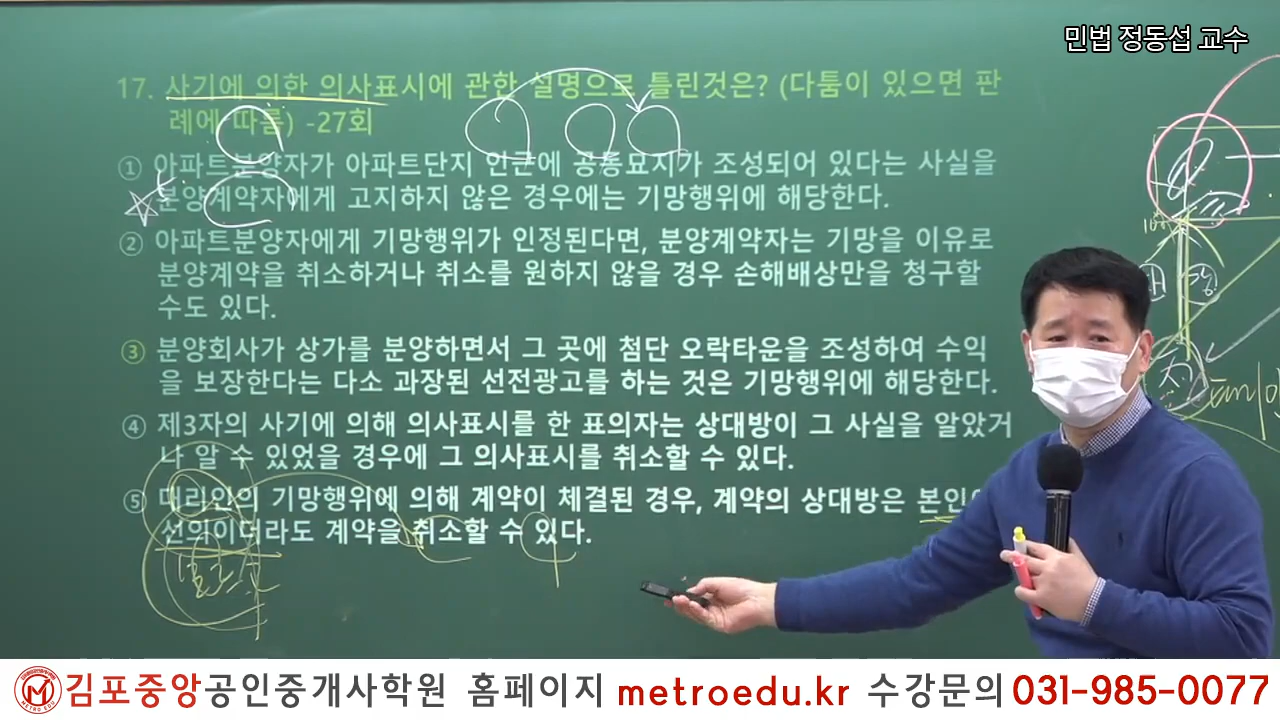 민법 정동섭 교수
17. 사기에 의한 의사표시에 관한 설명으로 틀린것은? (다툼이 있으면 판
례에 따름) -27회
① 아파트분양자가 아파트단지 인근에 공동묘지가 조성되어 있다는 사실을
분양계약자에게 고지하지 않은 경우에는 기망행위에 해당한다.
② 아파트분양자에게 기망행위가 인정된다면, 분양계약자는 기망을 이유로
분양계약을 취소하거나 취소를 원하지 않을 경우 손해배상만을 청구할
수도 있다.
③ 분양회사가 상가를 분양하면서 그 곳에 첨단 오락타운을 조성하여 수익
을 보장한다는 다소 과장된 선전광고를 하는 것은 기망행위에 해당한다.
④ 제3자의 사기에 의해 의사표시를 한 표의자는 상대방이 그 사실을 알았거
나 알 수 있었을 경우에 그 의사표시를 취소할 수 있다.
⑤ 대리인의 기망행위에 의해 계약이 체결된 경우, 계약의 상대방은 본인이
선의이더라도 계약을 취소할 수 있다.
김포중앙공인중개사학원 홈페이지 metroedu.kr 수강문의 031-985-0077
METRO EDU